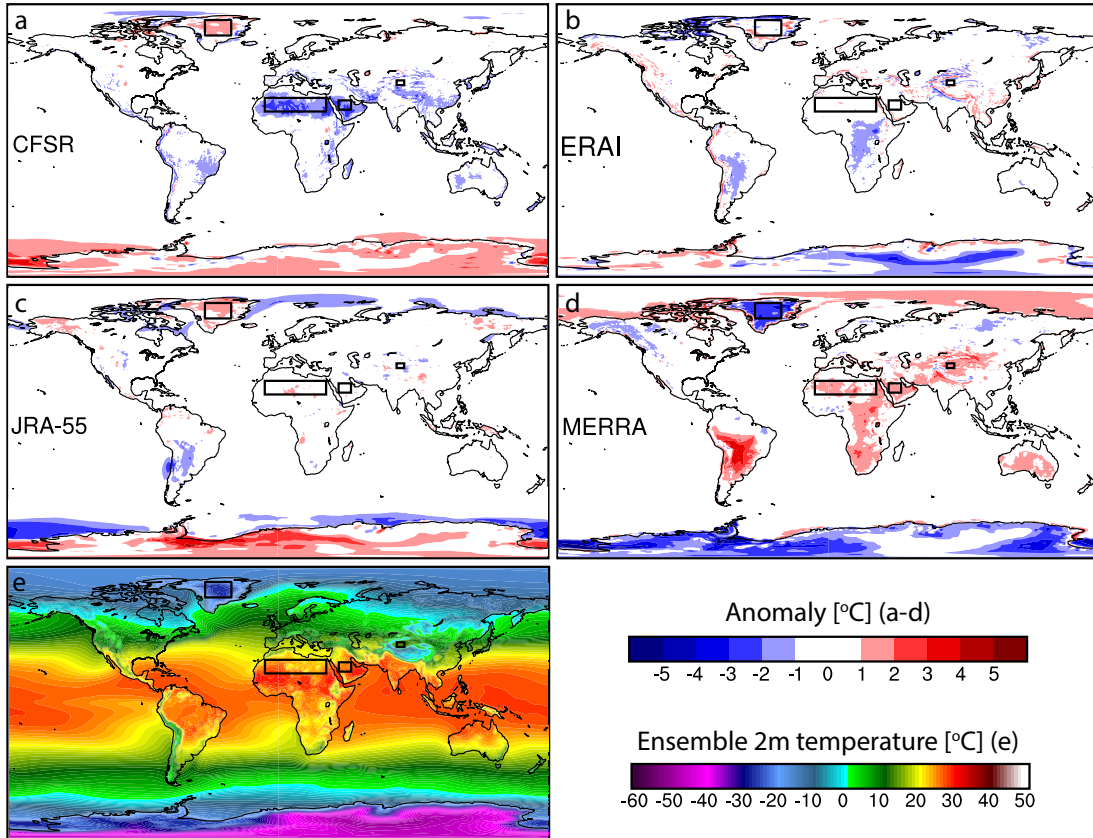 a
CFSR
b
ERAI
c
JRA-55
d
MERRA
e
Anomaly [°C] (a-d)
-5 -4 -3 -2 -1 0 1 2 3 4 5
Ensemble 2m temperature [°C] (e)
-60 -50 -40 -30 -20 -10 0 10 20 30 40 50